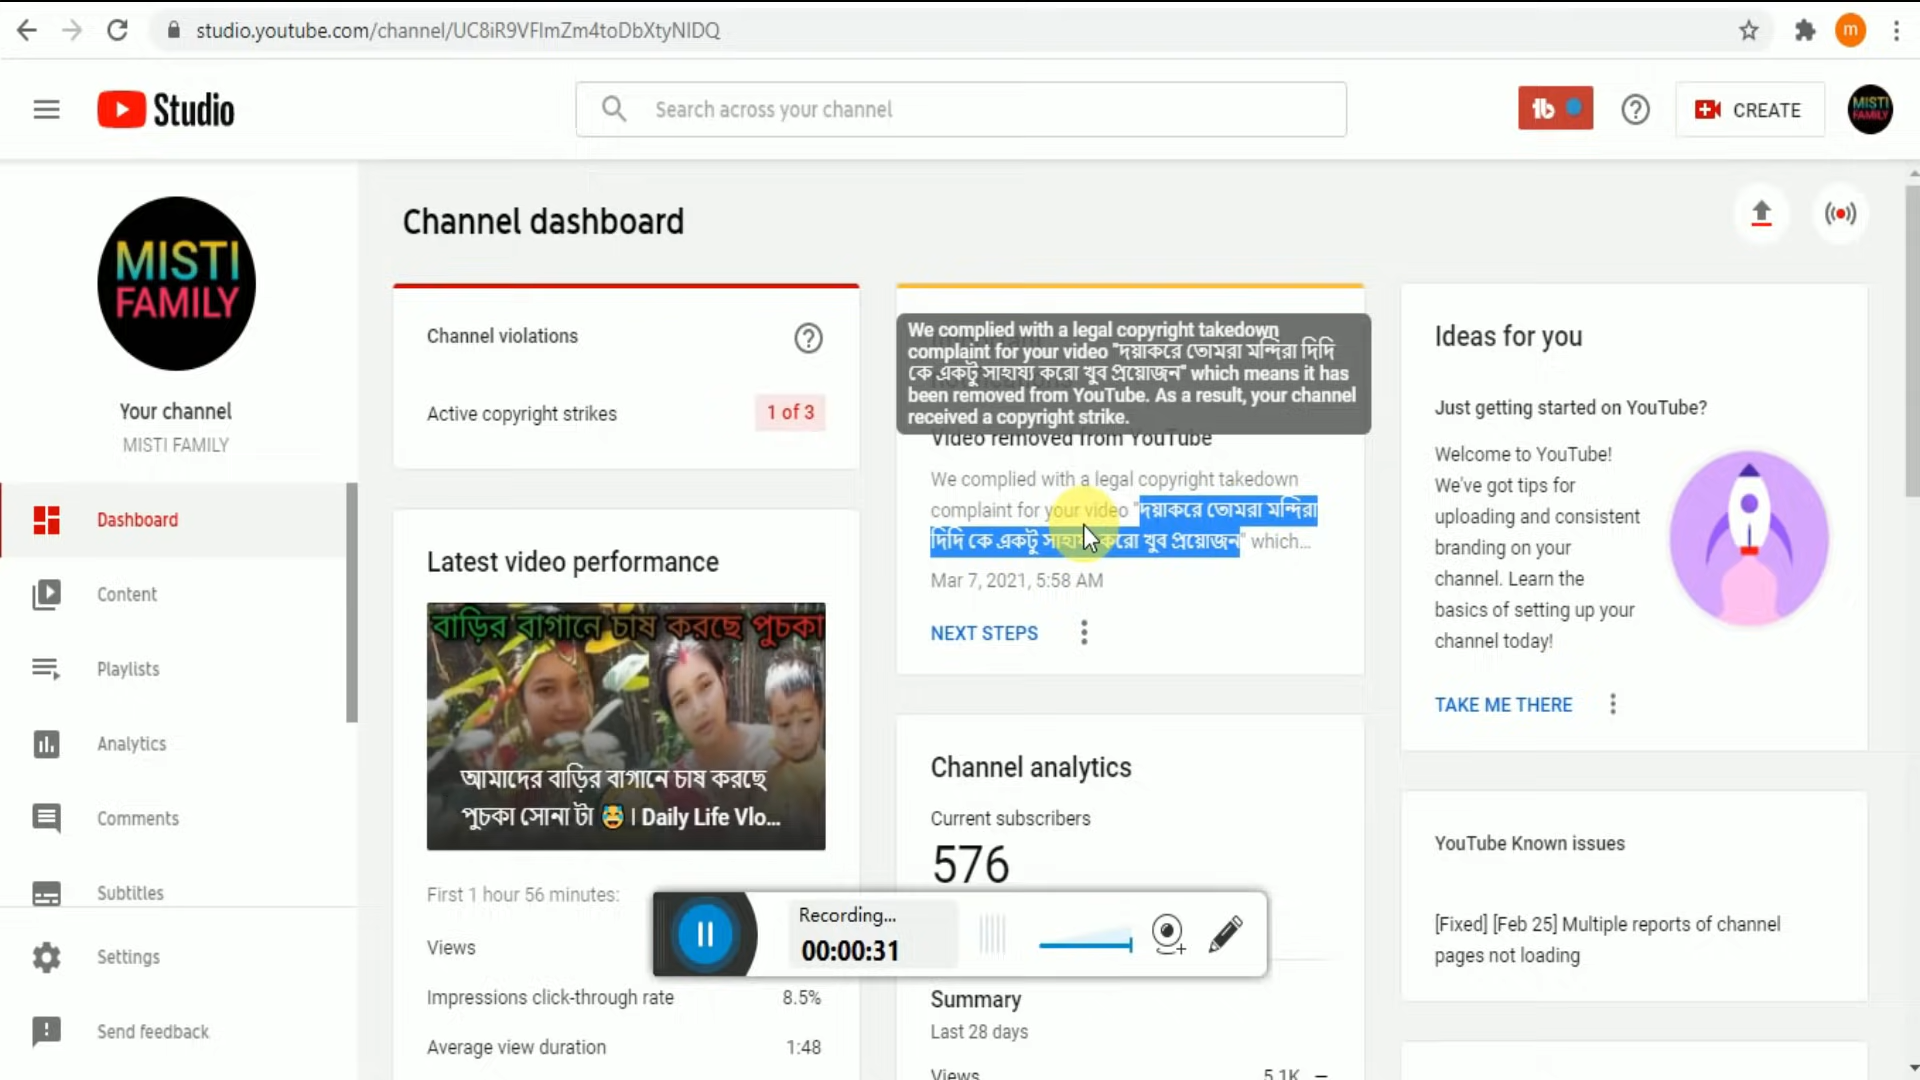 studio.youtube.com/channel/UC8iR9VFImZm4toDbXtyNIDQ
m
Studio
Search across your channel
CREATE
MISTI
FAMILY
MISTI
FAMILY
Your channel
MISTI FAMILY
Dashboard
Content
Playlists
Analytics
Comments
Subtitles
Settings
Send feedback
Channel dashboard
Channel violations
Active copyright strikes
1 of 3
Latest video performance
বাড়ির বাগানে চাষ করছে পুচকা
আমাদের বাড়ির বাগানে চাষ করছে
পুচকা সোনা টা 😹 | Daily Life Vlo...
First 1 hour 56 minutes:
Views
Impressions click-through rate
8.5%
Average view duration
1:48
We complied with a legal copyright takedown
complaint for your video "দয়াকরে তোমরা মন্দিরা দিদি
কে একটু সাহায্য করো খুব প্রয়োজন" which means it has
been removed from YouTube. As a result, your channel
received a copyright strike.
Video removed from YouTube
We complied with a legal copyright takedown
complaint for your video "দয়াকরে তোমরা মন্দিরা
দিদি কে একটু সাহায্য করো খুব প্রয়োজন" which...
Mar 7, 2021, 5:58 AM
NEXT STEPS
Channel analytics
Current subscribers
576
Recording...
00:00:31
Summary
Last 28 days
Views
5.1K —
Ideas for you
Just getting started on YouTube?
Welcome to YouTube!
We've got tips for
uploading and consistent
branding on your
channel. Learn the
basics of setting up your
channel today!
TAKE ME THERE
YouTube Known issues
[Fixed] [Feb 25] Multiple reports of channel
pages not loading